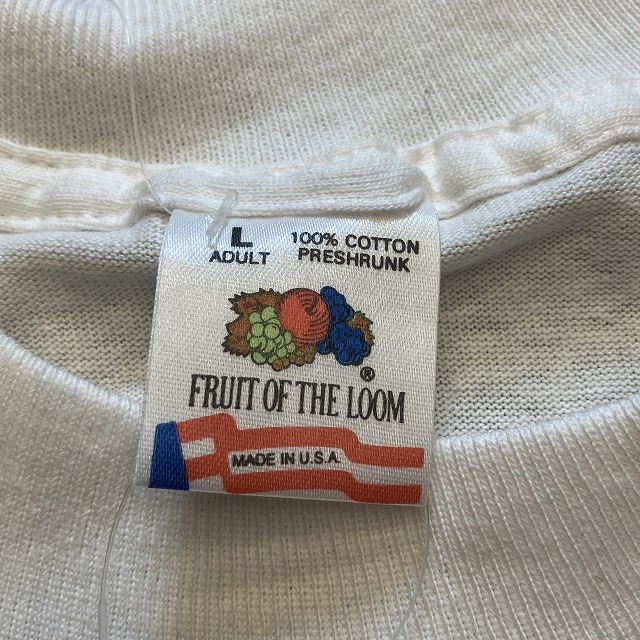 L 100% COTTON
ADULT PRESHRUNK
®
FRUIT OF THE LOOM
MADE IN U.S.A.